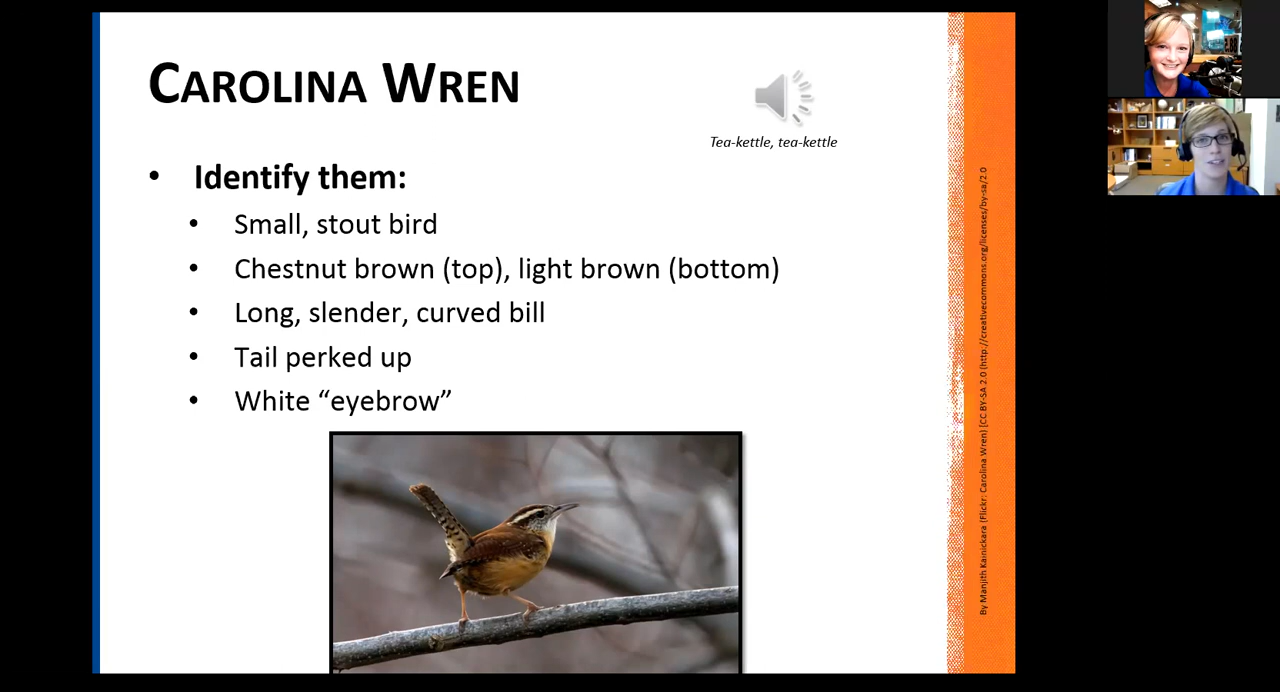 CAROLINA WREN
Tea-kettle, tea-kettle
• Identify them:
• Small, stout bird
• Chestnut brown (top), light brown (bottom)
• Long, slender, curved bill
• Tail perked up
• White “eyebrow”
By Manjith Kainickara (Flickr: Carolina Wren) [CC BY-SA 2.0 (http://creativecommons.org/licenses/by-sa/2.0